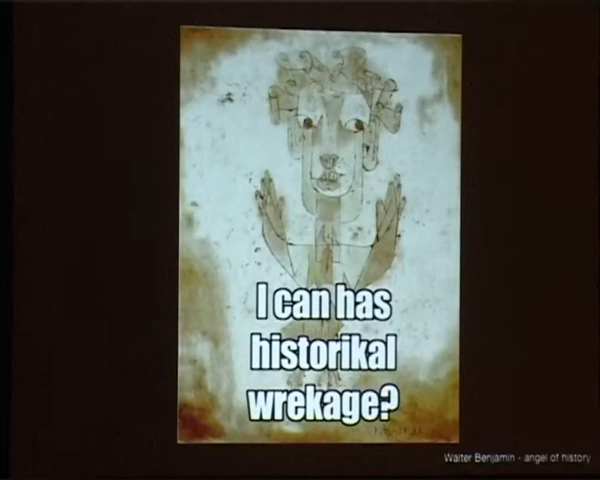 I can has
historikal
wrekage?
Walter Benjamin - angel of history